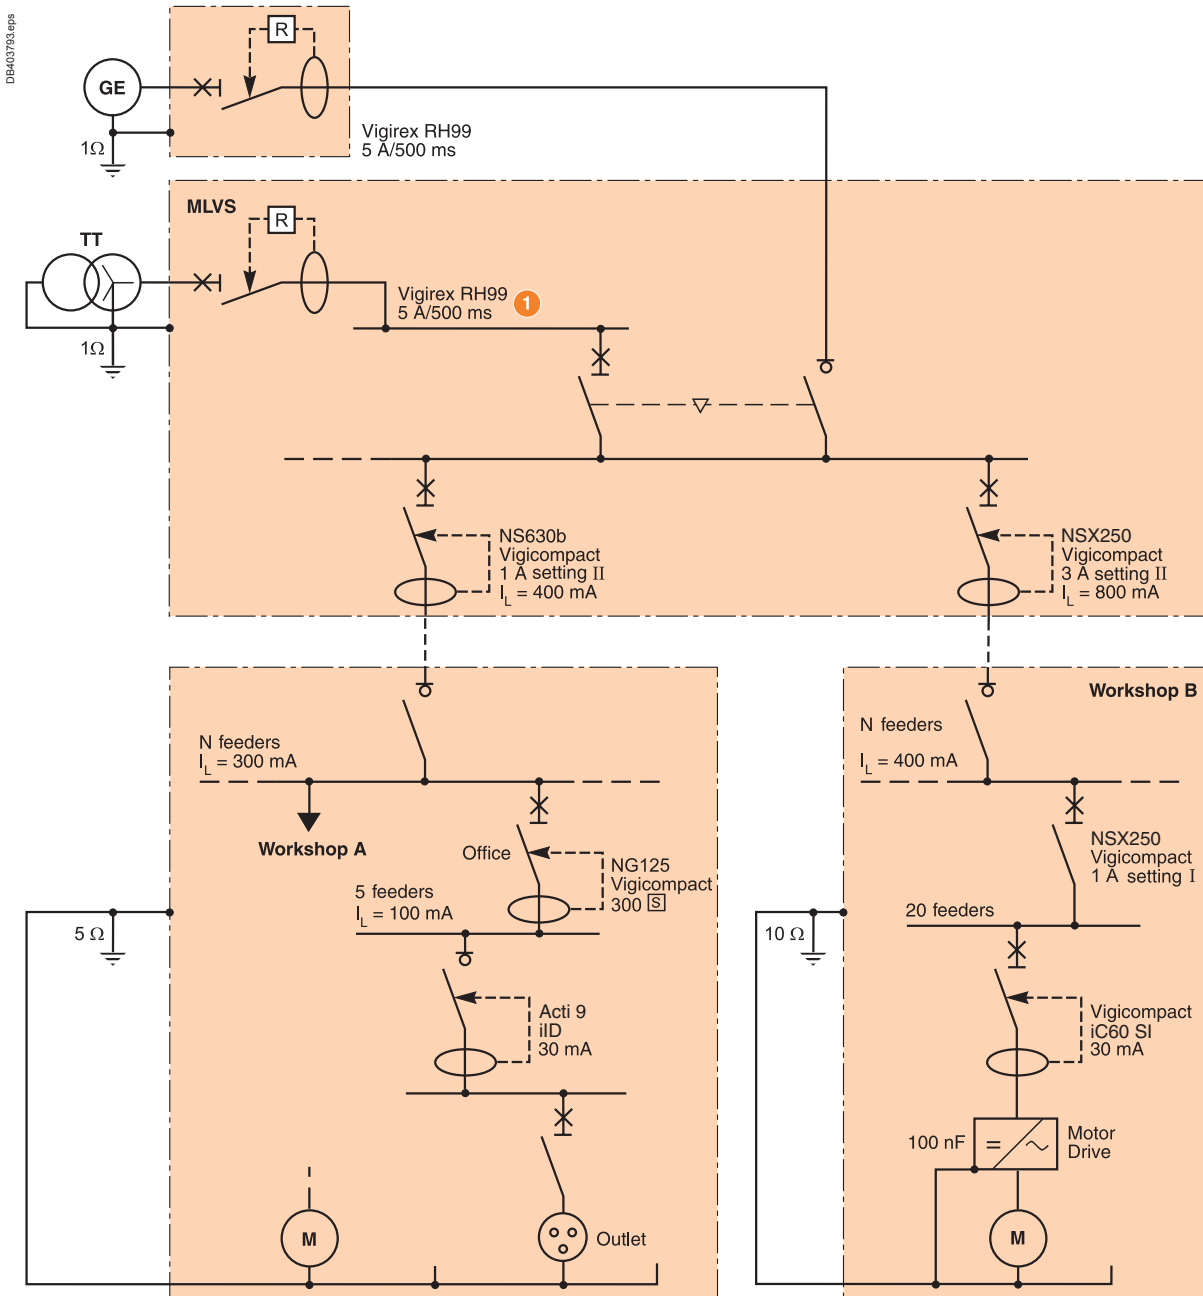 DB403793.eps
R
GE
1Ω
Vigirex RH99
5 A/500 ms
MLVS
R
TT
Vigirex RH99
5 A/500 ms
1
1Ω
NS630b
Vigicompact
1 A setting II
IL = 400 mA
NSX250
Vigicompact
3 A setting II
IL = 800 mA
Workshop B
N feeders
IL = 300 mA
N feeders
IL = 400 mA
Workshop A
Office
NG125
Vigicompact
300 S
NSX250
Vigicompact
1 A setting I
5 feeders
IL = 100 mA
20 feeders
5 Ω
10 Ω
Acti 9
iID
30 mA
Vigicompact
iC60 SI
30 mA
100 nF
=
Motor
Drive
M
Outlet
M